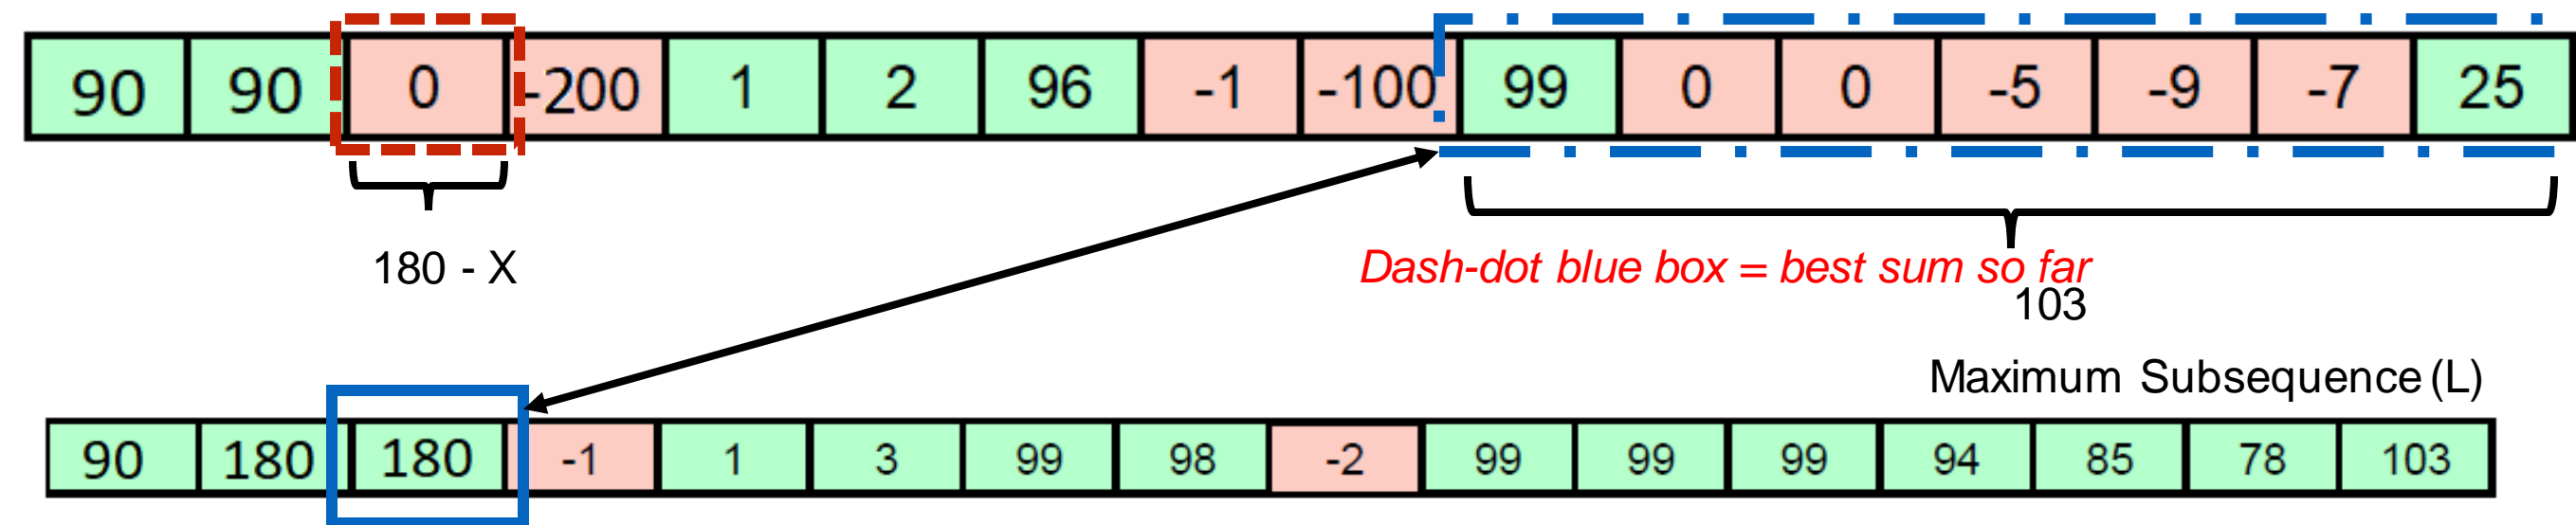 90 90 0 -200 1 2 96 -1 -100 99 0 0 -5 -9 -7 25
180 - X
Dash-dot blue box = best sum so far
103
Maximum Subsequence (L)
90 180 180 -1 1 3 99 98 -2 99 99 99 94 85 78 103